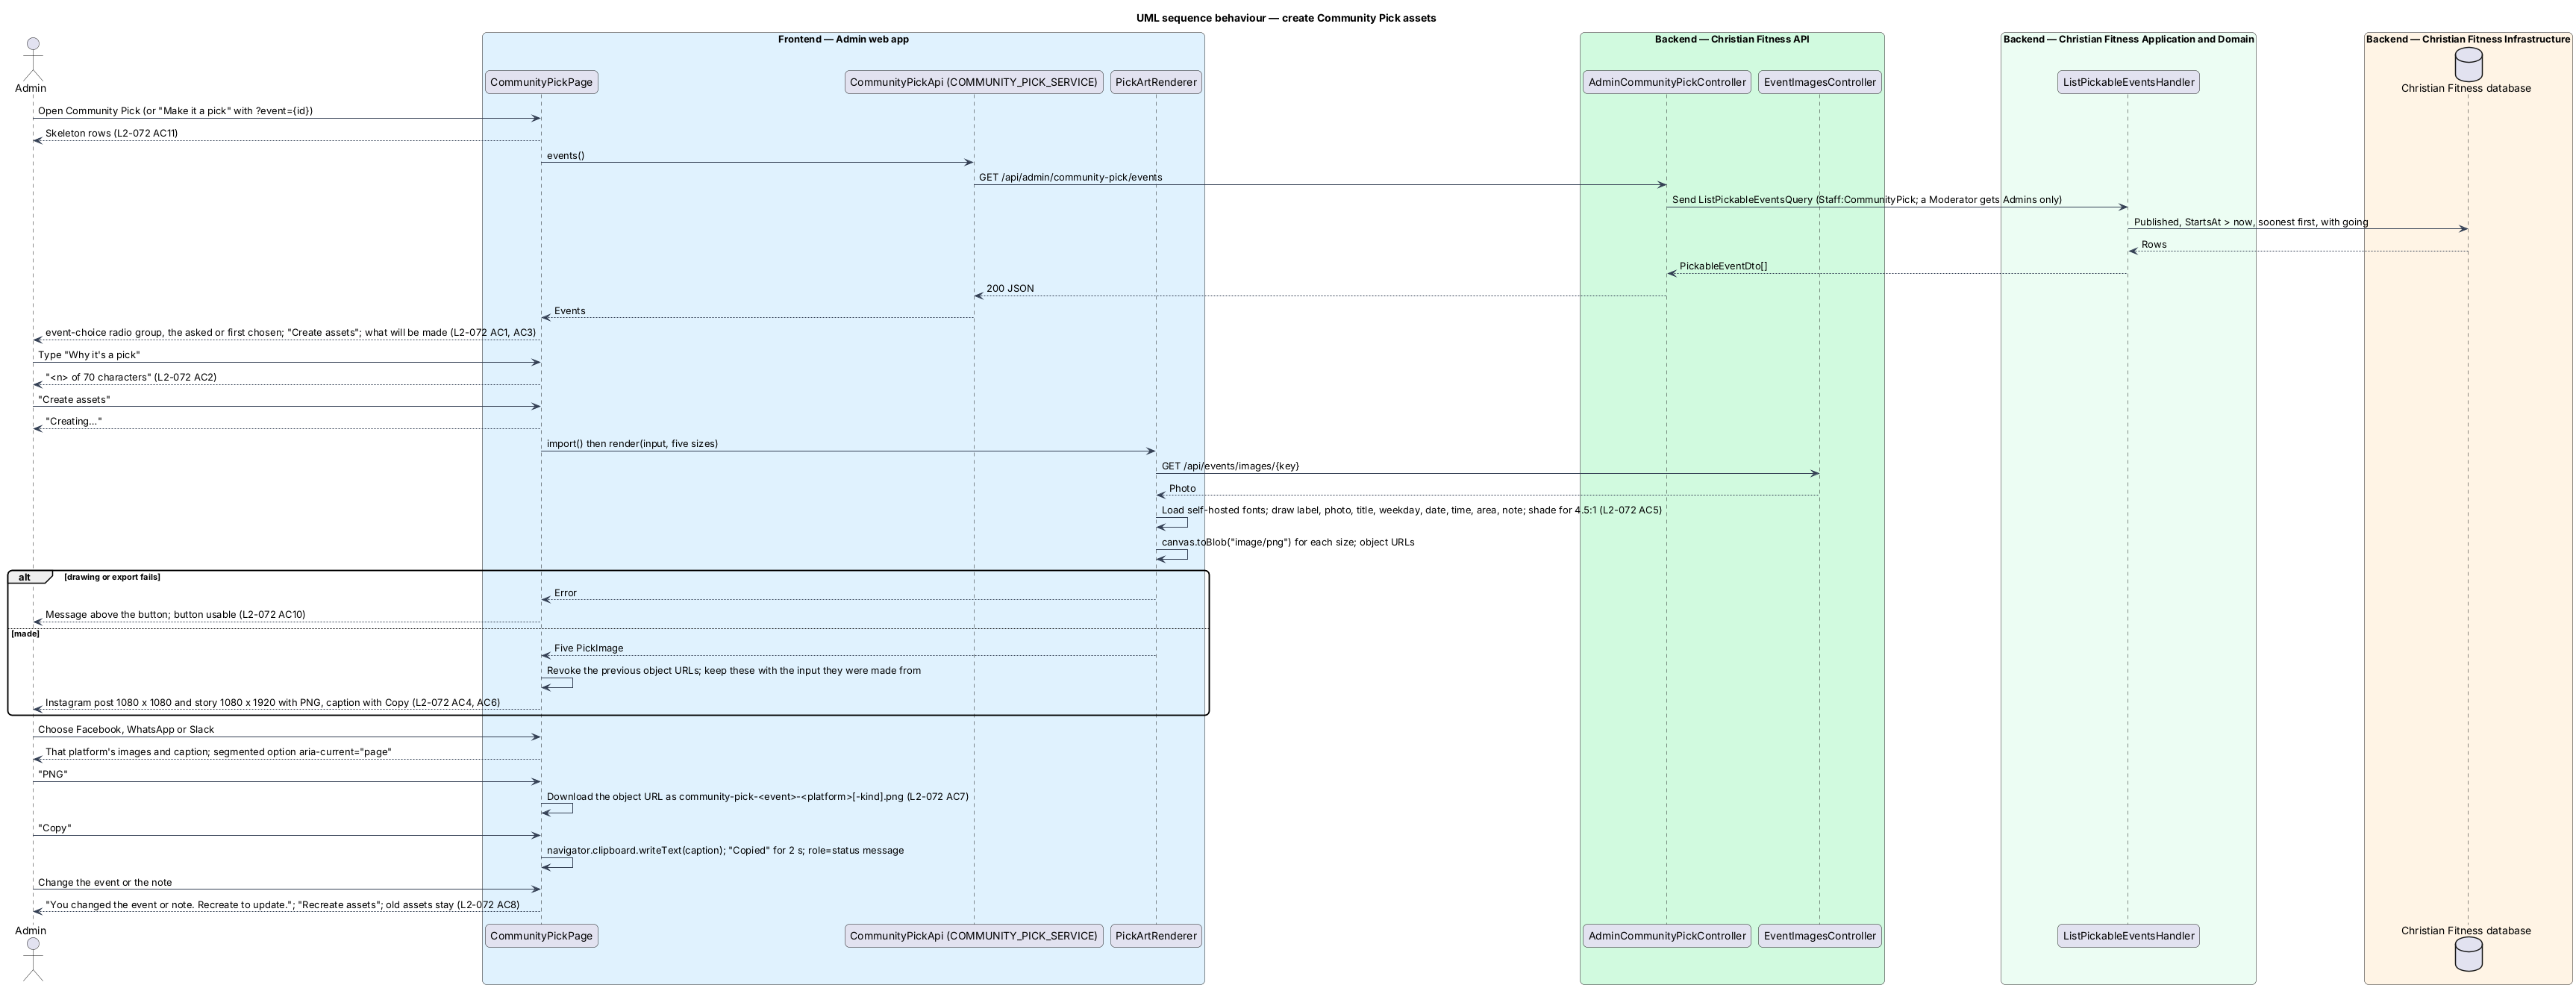 UML sequence behaviour — create Community Pick assets
Frontend — Admin web app
Backend — Christian Fitness API
Backend — Christian Fitness Application and Domain
Backend — Christian Fitness Infrastructure
Admin
CommunityPickPage
CommunityPickApi (COMMUNITY_PICK_SERVICE)
PickArtRenderer
AdminCommunityPickController
EventImagesController
ListPickableEventsHandler
Christian Fitness database
Open Community Pick (or "Make it a pick" with ?event={id})
Skeleton rows (L2-072 AC11)
events()
GET /api/admin/community-pick/events
Send ListPickableEventsQuery (Staff:CommunityPick; a Moderator gets Admins only)
Published, StartsAt > now, soonest first, with going
Rows
PickableEventDto[]
200 JSON
Events
event-choice radio group, the asked or first chosen; "Create assets"; what will be made (L2-072 AC1, AC3)
Type "Why it's a pick"
"<n> of 70 characters" (L2-072 AC2)
"Create assets"
"Creating…"
import() then render(input, five sizes)
GET /api/events/images/{key}
Photo
Load self-hosted fonts; draw label, photo, title, weekday, date, time, area, note; shade for 4.5:1 (L2-072 AC5)
canvas.toBlob("image/png") for each size; object URLs
alt
[drawing or export fails]
Error
Message above the button; button usable (L2-072 AC10)
[made]
Five PickImage
Revoke the previous object URLs; keep these with the input they were made from
Instagram post 1080 x 1080 and story 1080 x 1920 with PNG, caption with Copy (L2-072 AC4, AC6)
Choose Facebook, WhatsApp or Slack
That platform's images and caption; segmented option aria-current="page"
"PNG"
Download the object URL as community-pick-<event>-<platform>[-kind].png (L2-072 AC7)
"Copy"
navigator.clipboard.writeText(caption); "Copied" for 2 s; role=status message
Change the event or the note
"You changed the event or note. Recreate to update."; "Recreate assets"; old assets stay (L2-072 AC8)
Admin
CommunityPickPage
CommunityPickApi (COMMUNITY_PICK_SERVICE)
PickArtRenderer
AdminCommunityPickController
EventImagesController
ListPickableEventsHandler
Christian Fitness database